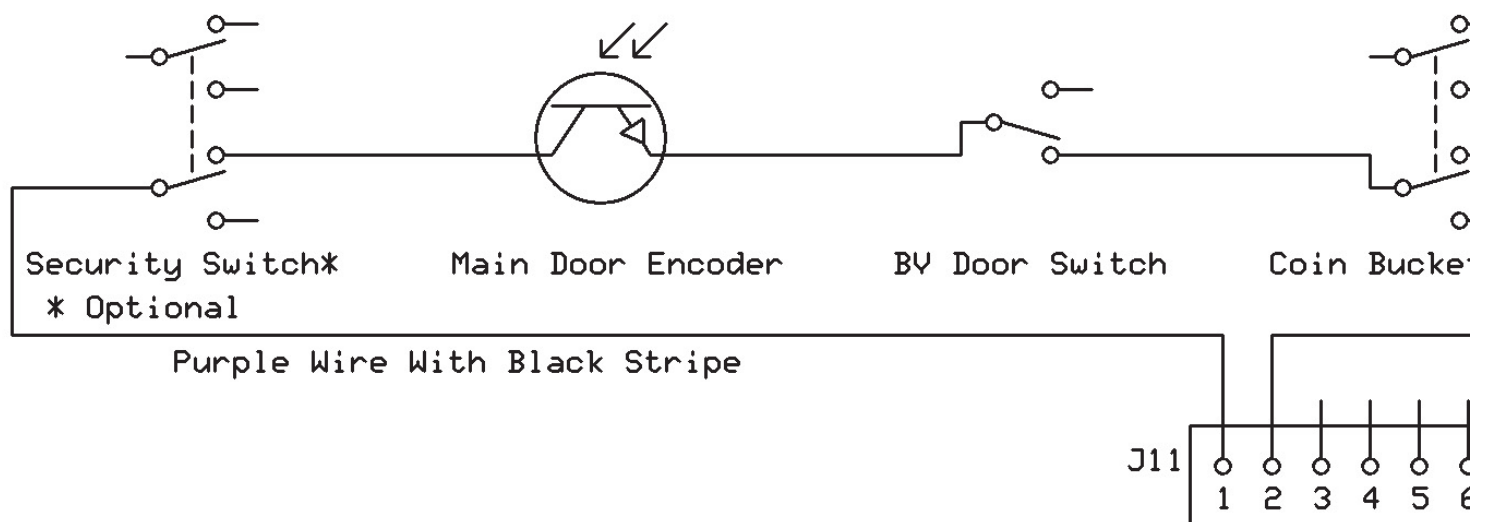 Security Switch*
* Optional
Main Door Encoder
BV Door Switch
Coin
Purple Wire With Black Stripe
J11
1 2 3 4 5